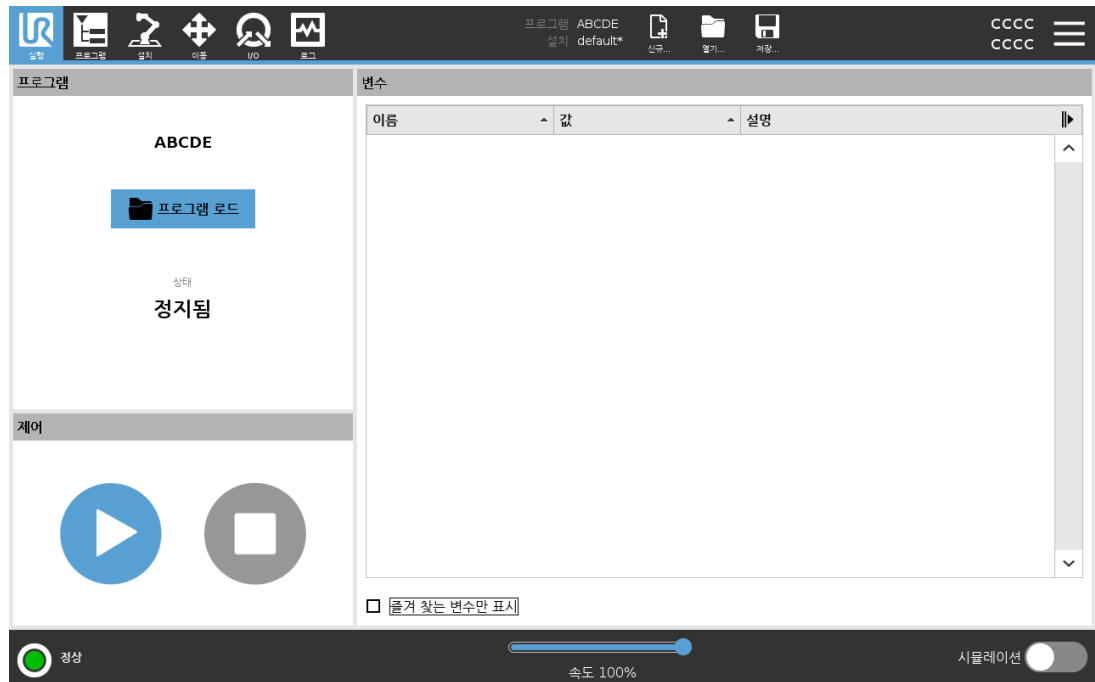 UR
실행
프로그램
설치
이동
I/O
로그
프로그램 ABCDE
설치 default*
신규...
열기...
저장...
CCCC
CCCC
프로그램
ABCDE
프로그램 로드
상태
정지됨
제어
변수
이름
값
설명
즐겨 찾는 변수만 표시
정상
속도 100%
시뮬레이션